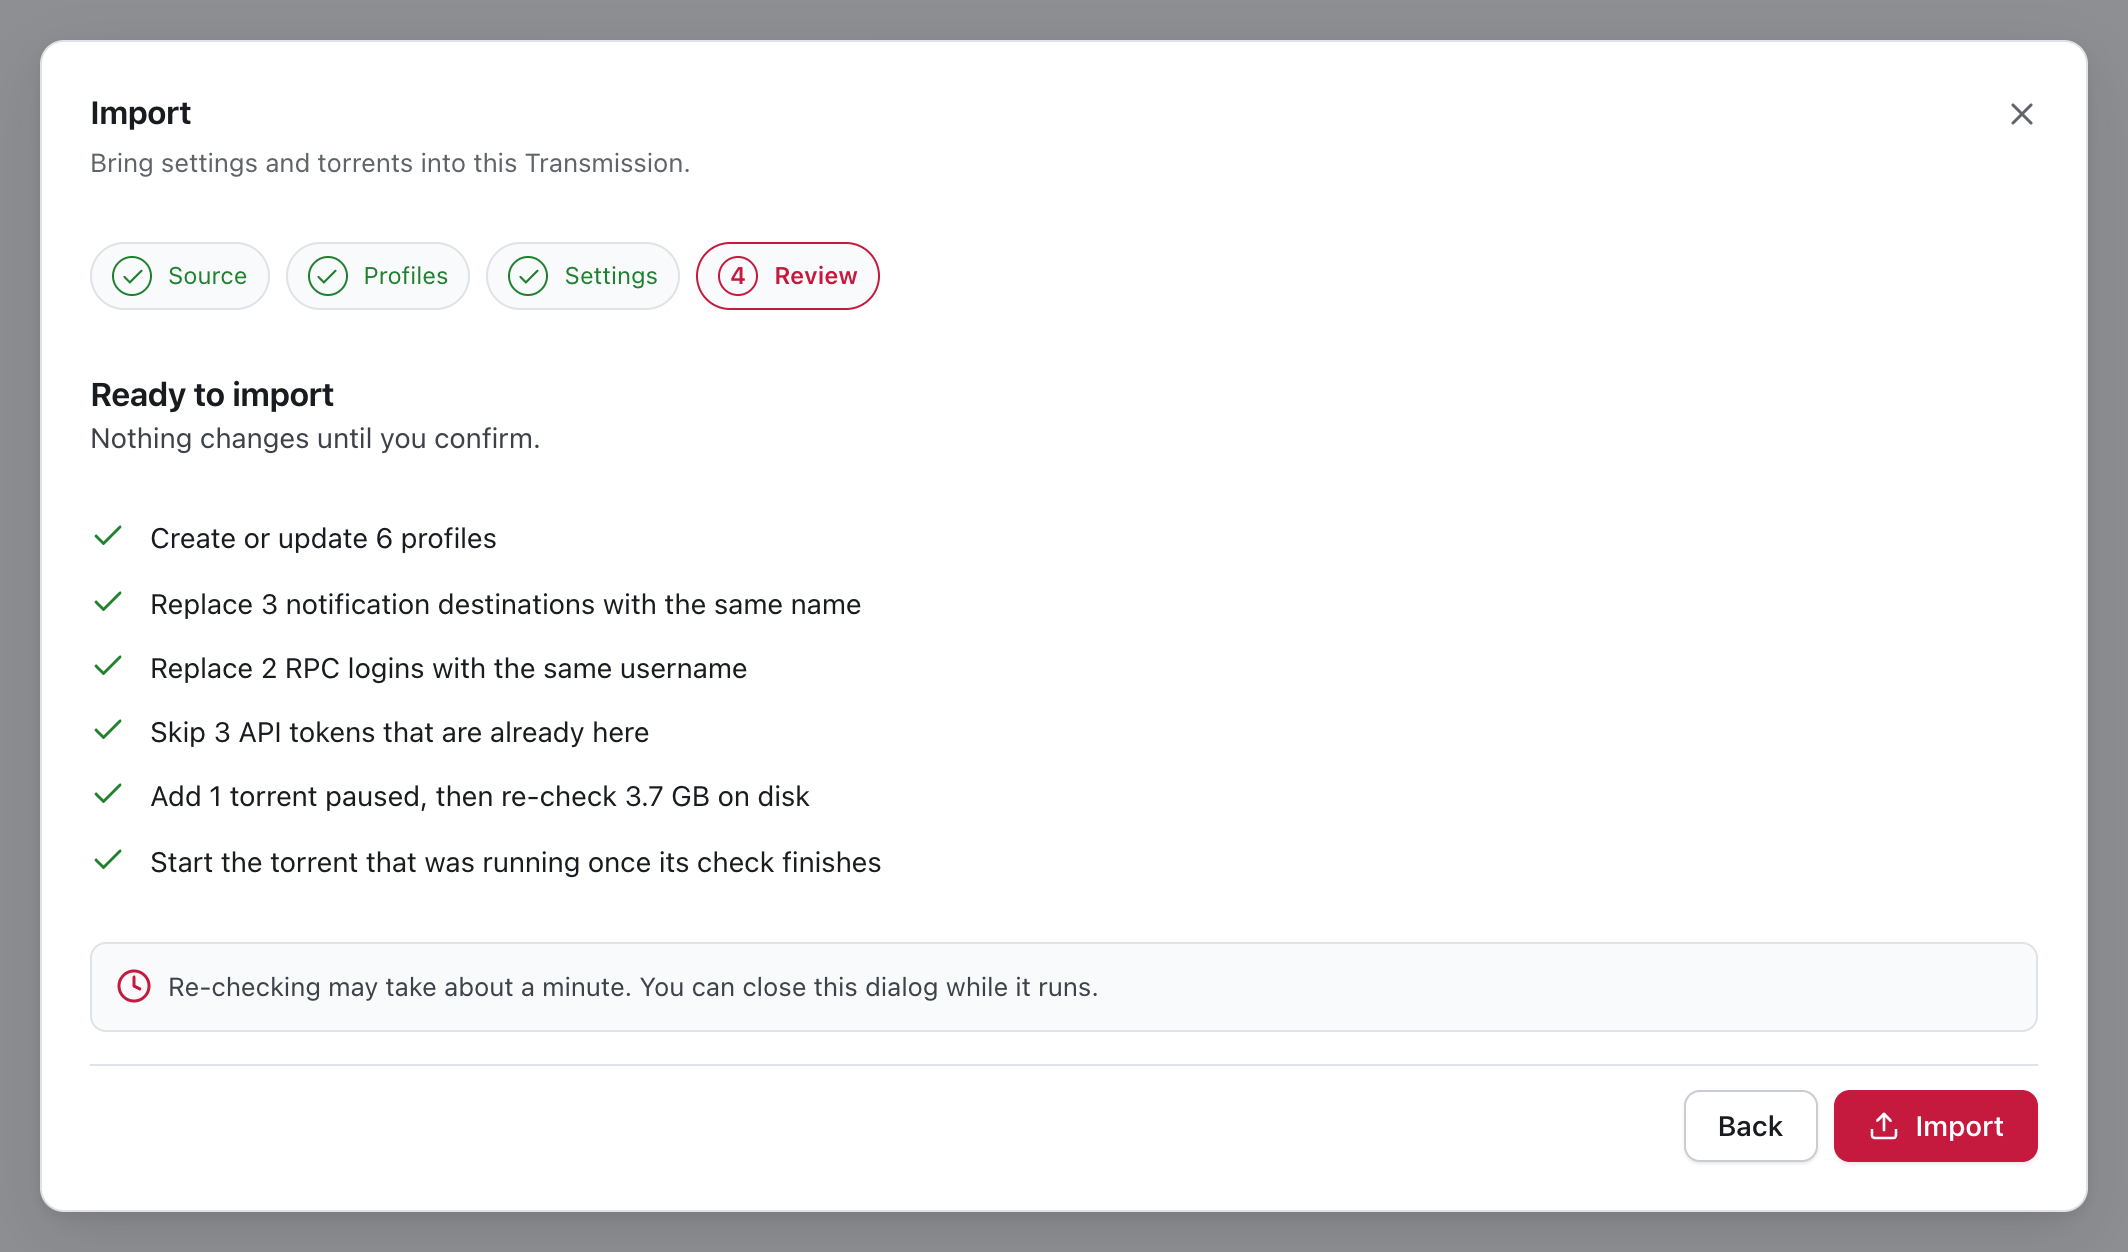 Import
Bring settings and torrents into this Transmission.
Source
Profiles
Settings
4 Review
Ready to import
Nothing changes until you confirm.
Create or update 6 profiles
Replace 3 notification destinations with the same name
Replace 2 RPC logins with the same username
Skip 3 API tokens that are already here
Add 1 torrent paused, then re-check 3.7 GB on disk
Start the torrent that was running once its check finishes
Re-checking may take about a minute. You can close this dialog while it runs.
Back
Import